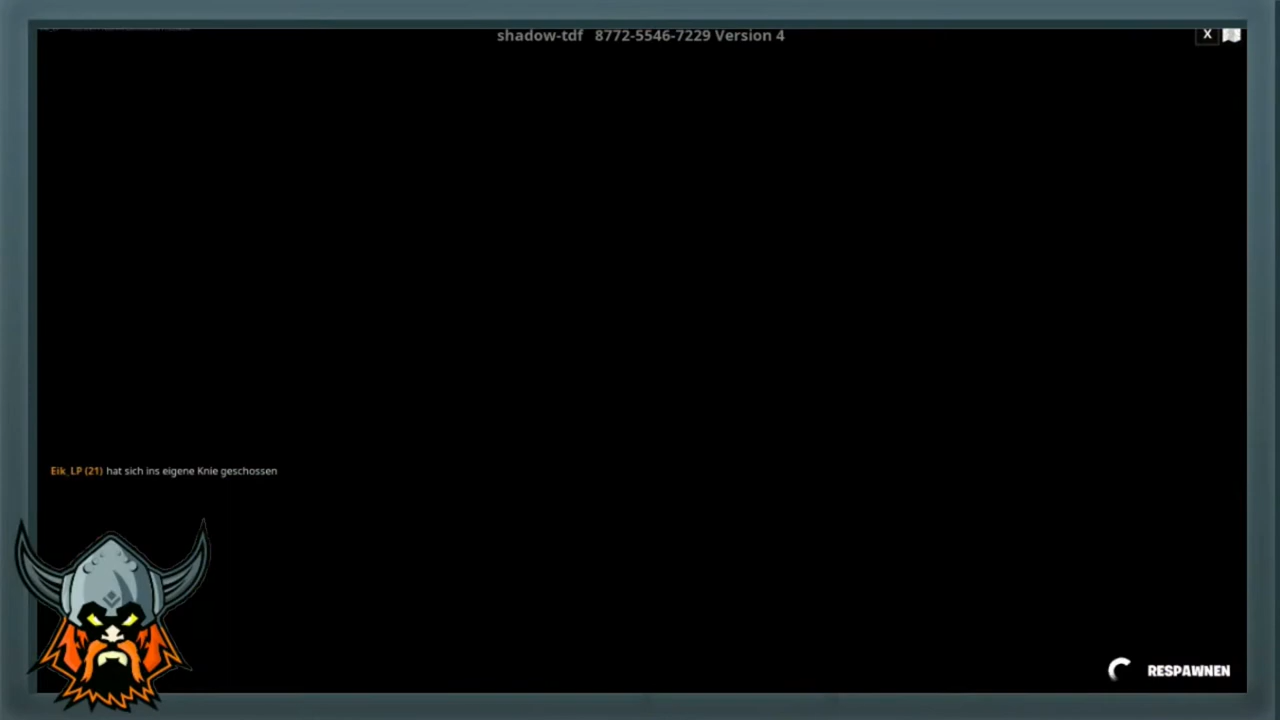 shadow-tdf 8772-5546-7229 Version 4
X
Eik_LP (21) hat sich ins eigene Knie geschossen
RESPAWNEN